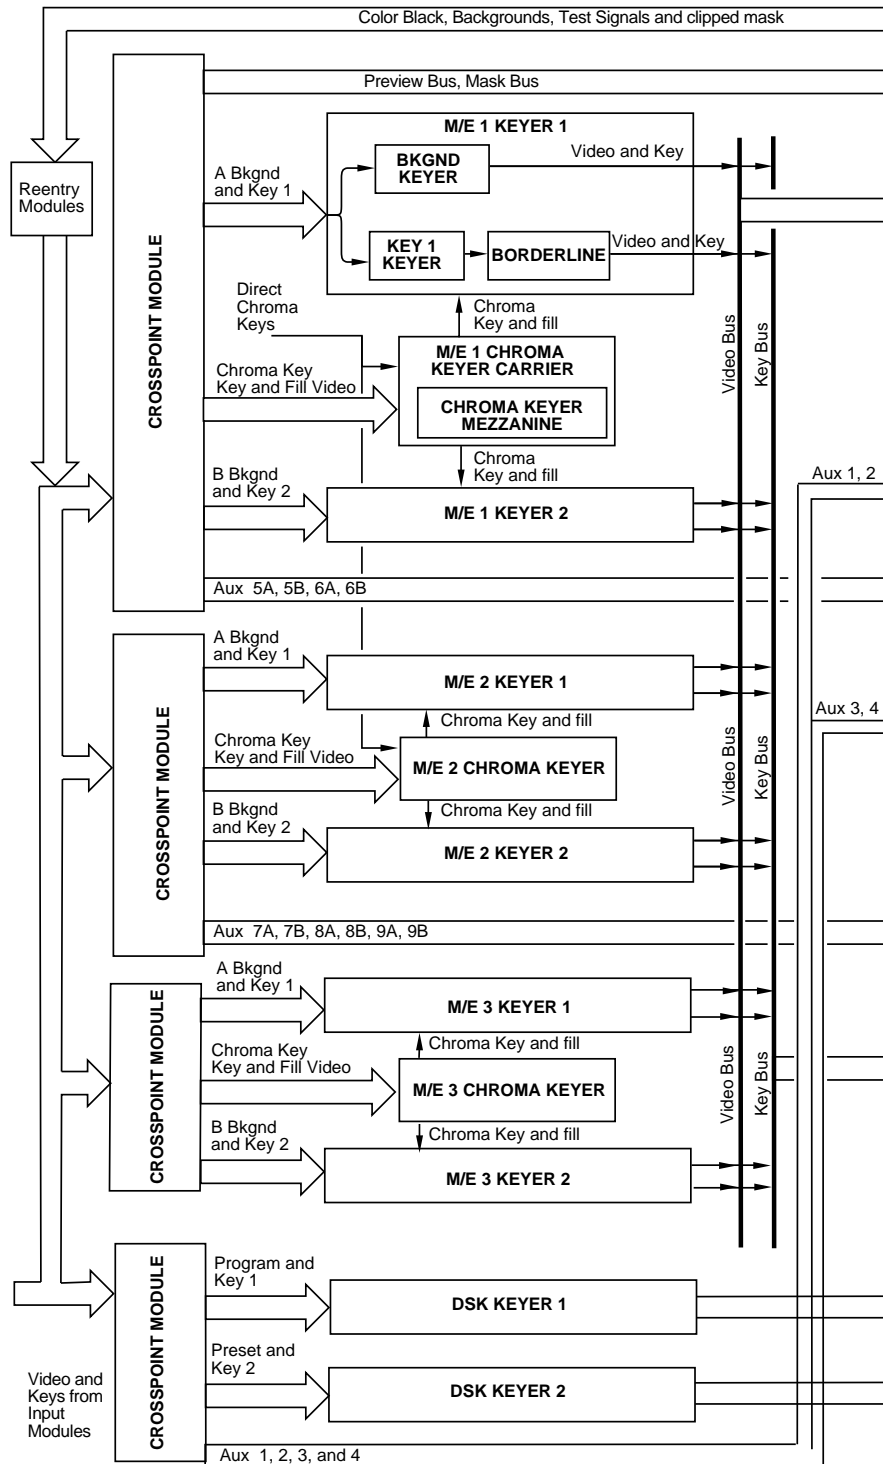 Color Black, Backgrounds, Test Signals and clipped mask
Preview Bus, Mask Bus
M/E 1 KEYER 1
Reentry
Modules
CROSSPOINT MODULE
A Bkgnd
and Key 1
BKGND
KEYER
Video and Key
KEY 1
KEYER
BORDERLINE
Video and Key
Direct
Chroma
Keys
Chroma
Key and fill
Video Bus
Key Bus
M/E 1 CHROMA
KEYER CARRIER
Chroma Key
Key and Fill Video
CHROMA KEYER
MEZZANINE
Chroma
Key and fill
B Bkgnd
and Key 2
M/E 1 KEYER 2
Aux 1, 2
Aux 5A, 5B, 6A, 6B
CROSSPOINT MODULE
A Bkgnd
and Key 1
M/E 2 KEYER 1
Chroma Key and fill
Aux 3, 4
Chroma Key
Key and Fill Video
M/E 2 CHROMA KEYER
Video Bus
Key Bus
Chroma Key and fill
B Bkgnd
and Key 2
M/E 2 KEYER 2
Aux 7A, 7B, 8A, 8B, 9A, 9B
CROSSPOINT MODULE
A Bkgnd
and Key 1
M/E 3 KEYER 1
Chroma Key and fill
Chroma Key
Key and Fill Video
M/E 3 CHROMA KEYER
Video Bus
Key Bus
Chroma Key and fill
B Bkgnd
and Key 2
M/E 3 KEYER 2
CROSSPOINT MODULE
Program and
Key 1
DSK KEYER 1
Preset and
Key 2
DSK KEYER 2
Video and
Keys from
Input
Modules
Aux 1, 2, 3, and 4